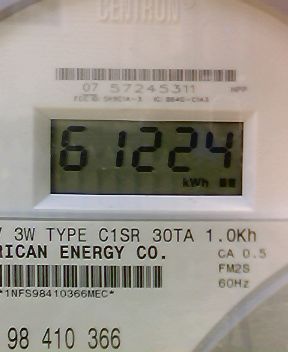 CENTRON
07 57245311 NPP
61224
kWh
V 3W TYPE C1SR 30TA 1.0Kh
RICAN ENERGY CO. CA 0.5
FM2S
*1NFS98410366MEC* 60Hz
98 410 366